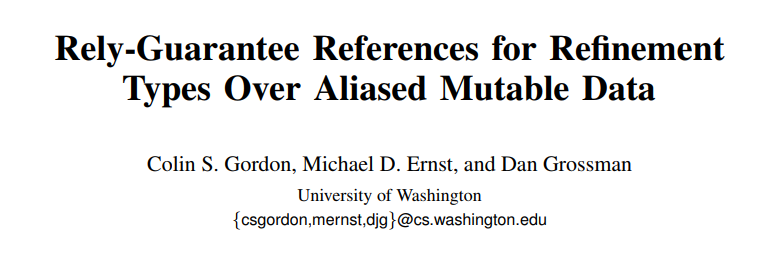 Rely-Guarantee References for Refinement
Types Over Aliased Mutable Data
Colin S. Gordon, Michael D. Ernst, and Dan Grossman
University of Washington
{csgordon,mernst,djg}@cs.washington.edu